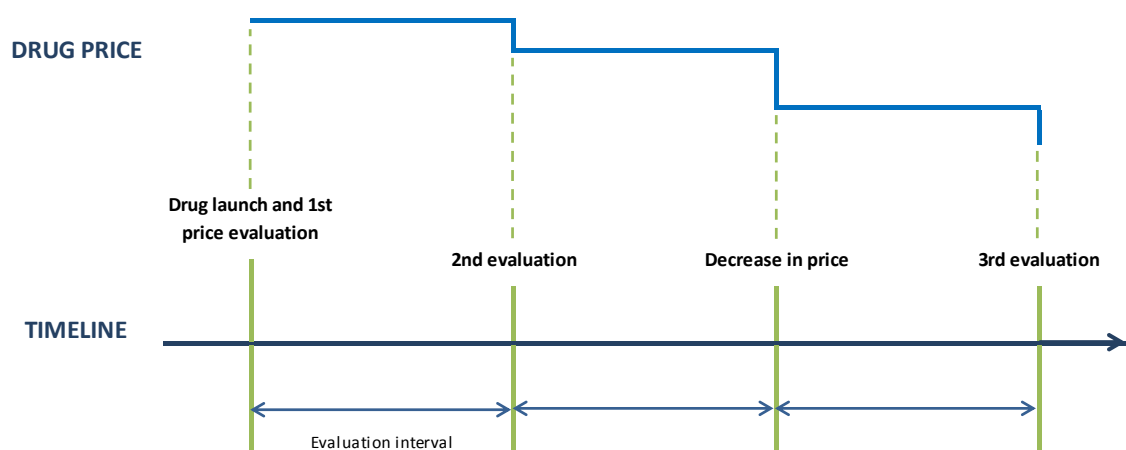 DRUG PRICE
Drug launch and 1st
price evaluation
2nd evaluation
Decrease in price
3rd evaluation
TIMELINE
Evaluation interval